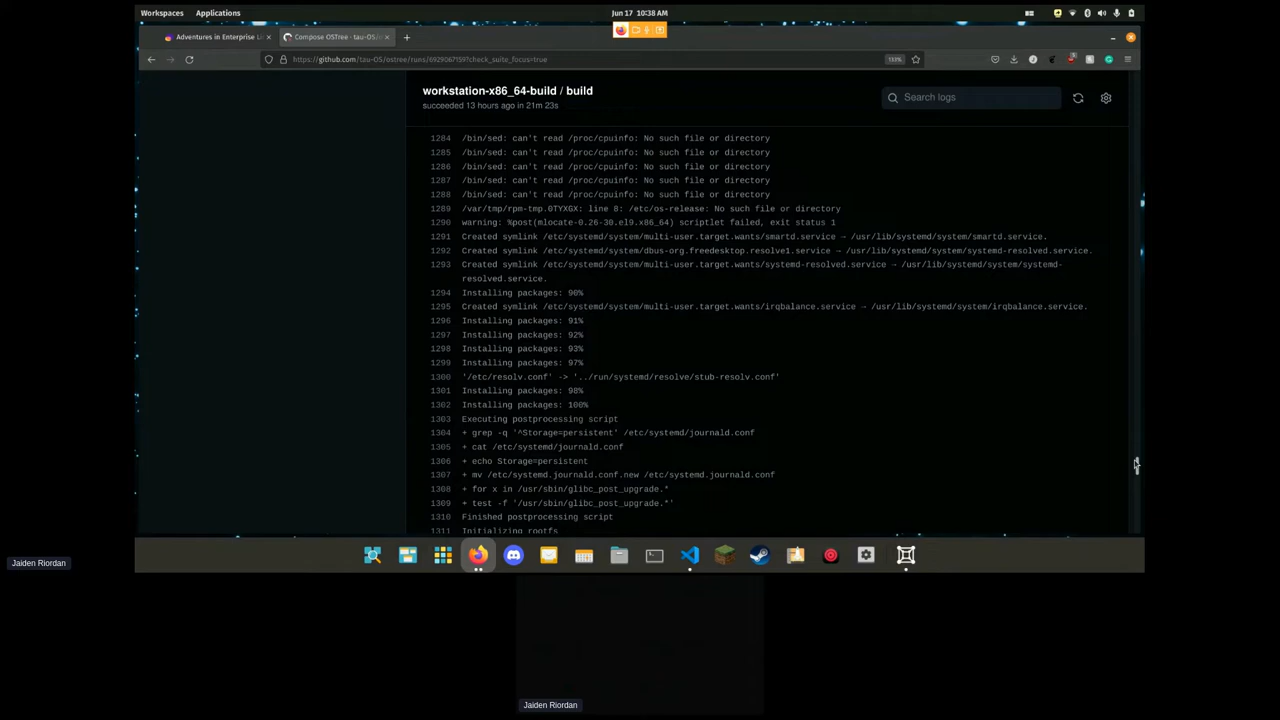 Workspaces Applications Jun 17 10:38 AM
Adventures in Enterprise Li Compose OSTree · tau-OS/
https://github.com/tau-OS/ostree/runs/6929067159?check_suite_focus=true 133%
workstation-x86_64-build / build
succeeded 13 hours ago in 21m 23s
Search logs
1284 /bin/sed: can't read /proc/cpuinfo: No such file or directory
1285 /bin/sed: can't read /proc/cpuinfo: No such file or directory
1286 /bin/sed: can't read /proc/cpuinfo: No such file or directory
1287 /bin/sed: can't read /proc/cpuinfo: No such file or directory
1288 /bin/sed: can't read /proc/cpuinfo: No such file or directory
1289 /var/tmp/rpm-tmp.0TYXGX: line 8: /etc/os-release: No such file or directory
1290 warning: %post(mlocate-0.26-30.el9.x86_64) scriptlet failed, exit status 1
1291 Created symlink /etc/systemd/system/multi-user.target.wants/smartd.service → /usr/lib/systemd/system/smartd.service.
1292 Created symlink /etc/systemd/system/dbus-org.freedesktop.resolve1.service → /usr/lib/systemd/system/systemd-resolved.service.
1293 Created symlink /etc/systemd/system/multi-user.target.wants/systemd-resolved.service → /usr/lib/systemd/system/systemd-
resolved.service.
1294 Installing packages: 90%
1295 Created symlink /etc/systemd/system/multi-user.target.wants/irqbalance.service → /usr/lib/systemd/system/irqbalance.service.
1296 Installing packages: 91%
1297 Installing packages: 92%
1298 Installing packages: 93%
1299 Installing packages: 97%
1300 '/etc/resolv.conf' -> '../run/systemd/resolve/stub-resolv.conf'
1301 Installing packages: 98%
1302 Installing packages: 100%
1303 Executing postprocessing script
1304 + grep -q '^Storage=persistent' /etc/systemd/journald.conf
1305 + cat /etc/systemd/journald.conf
1306 + echo Storage=persistent
1307 + mv /etc/systemd.journald.conf.new /etc/systemd.journald.conf
1308 + for x in /usr/sbin/glibc_post_upgrade.*
1309 + test -f '/usr/sbin/glibc_post_upgrade.*'
1310 Finished postprocessing script
1311 Initializing rootfs
Jaiden Riordan
Jaiden Riordan